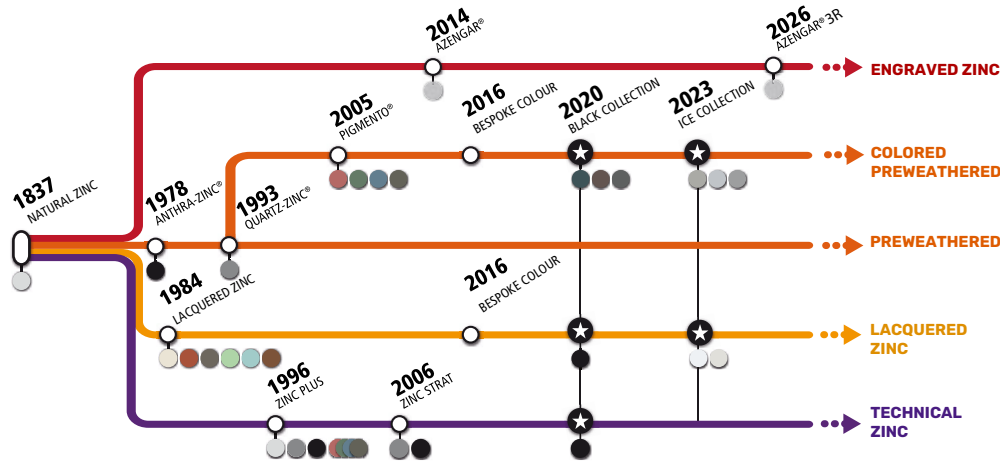 2014
AZENGAR®
2026
AZENGAR® 3R
ENGRAVED ZINC
2005
PIGMENTO®
2016
BESPOKE COLOUR
2020
BLACK COLLECTION
2023
ICE COLLECTION
COLORED
PREWEATHERED
1837
NATURAL ZINC
1978
ANTHRA-ZINC®
1993
QUARTZ-ZINC®
PREWEATHERED
1984
LACQUERED ZINC
2016
BESPOKE COLOUR
LACQUERED
ZINC
1996
ZINC PLUS
2006
ZINC STRAT
TECHNICAL
ZINC